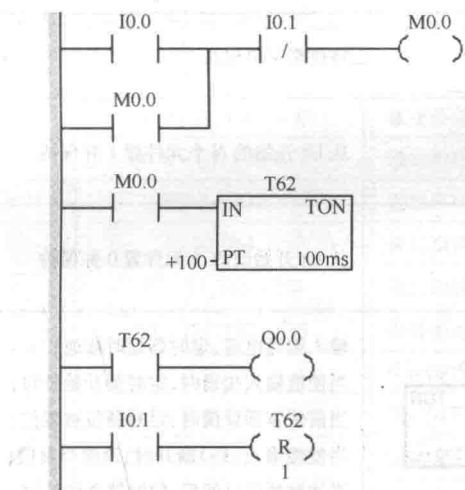 I0.0 I0.1 M0.0
M0.0
M0.0 T62
IN TON
+100 PT 100ms
T62 Q0.0
I0.1 T62
R
1